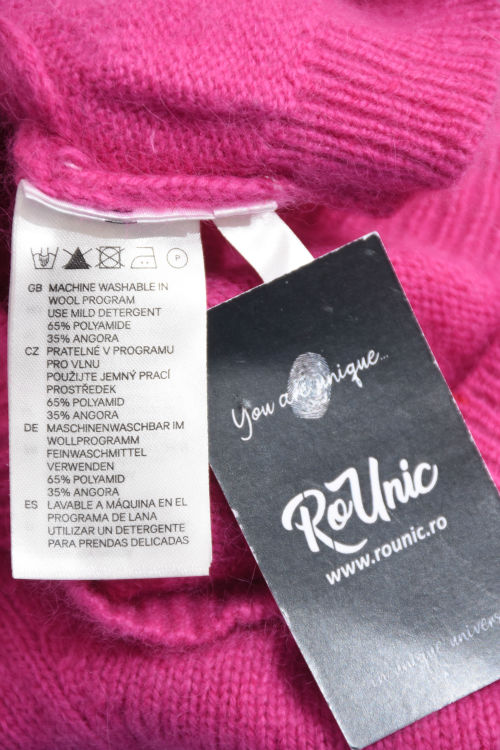 GB MACHINE WASHABLE IN
WOOL PROGRAM
USE MILD DETERGENT
65% POLYAMIDE
35% ANGORA
CZ PRATELNÉ V PROGRAMU
PRO VLNU
POUŽIJTE JEMNÝ PRACÍ
PROSTŘEDEK
65% POLYAMID
35% ANGORA
DE MASCHINENWASCHBAR IM
WOLLPROGRAMM
FEINWASCHMITTEL
VERWENDEN
65% POLYAMID
35% ANGORA
ES LAVABLE A MÁQUINA EN EL
PROGRAMA DE LANA
UTILIZAR UN DETERGENTE
PARA PRENDAS DELICADAS
P
You are unique...
RoUnic
www.rounic.ro
unique